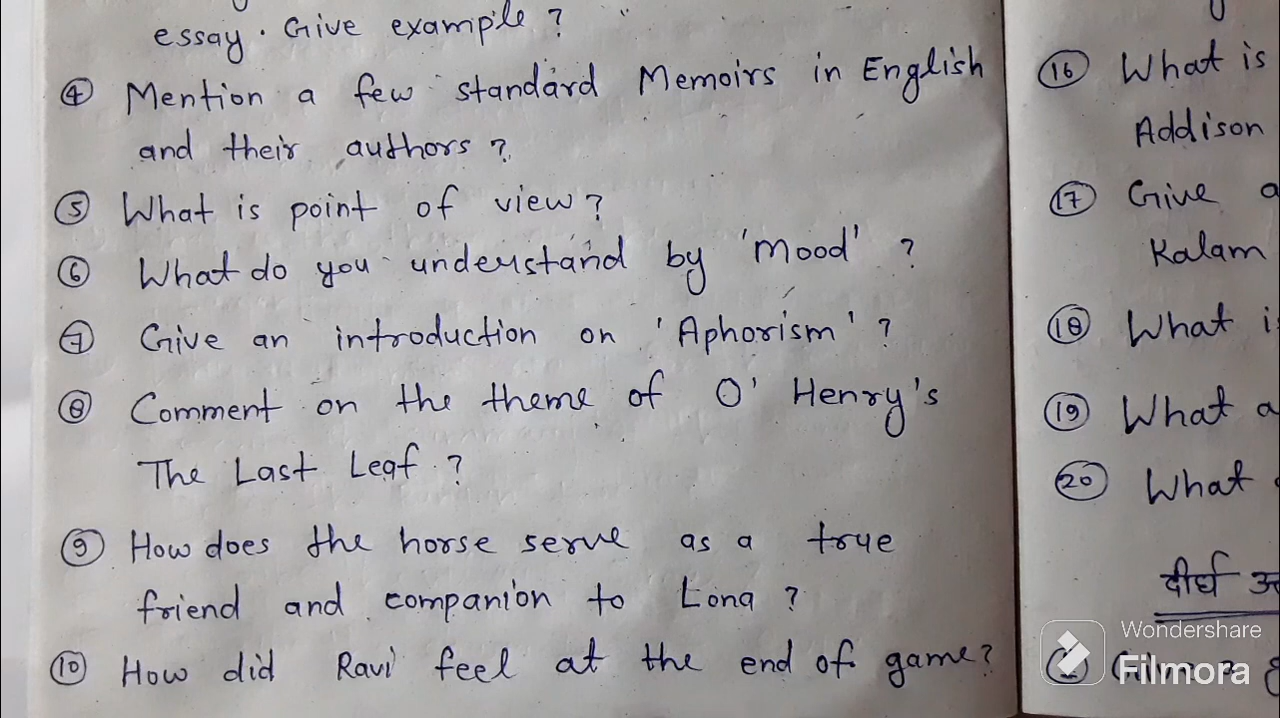 essay. Give example ?
④ Mention a few standard Memoirs in English
and their authors ?
⑤ What is point of view ?
⑥ What do you understand by 'Mood' ?
⑦ Give an introduction on 'Aphorism' ?
⑧ Comment on the theme of O' Henry's
The Last Leaf ?
⑨ How does the horse serve as a true
friend and companion to Lona ?
⑩ How did Ravi feel at the end of game ?
⑯ What is
Addison
⑰ Give a
Kalam
⑱ What i
⑲ What a
⑳ What
दीर्घ
Wondershare
Filmora